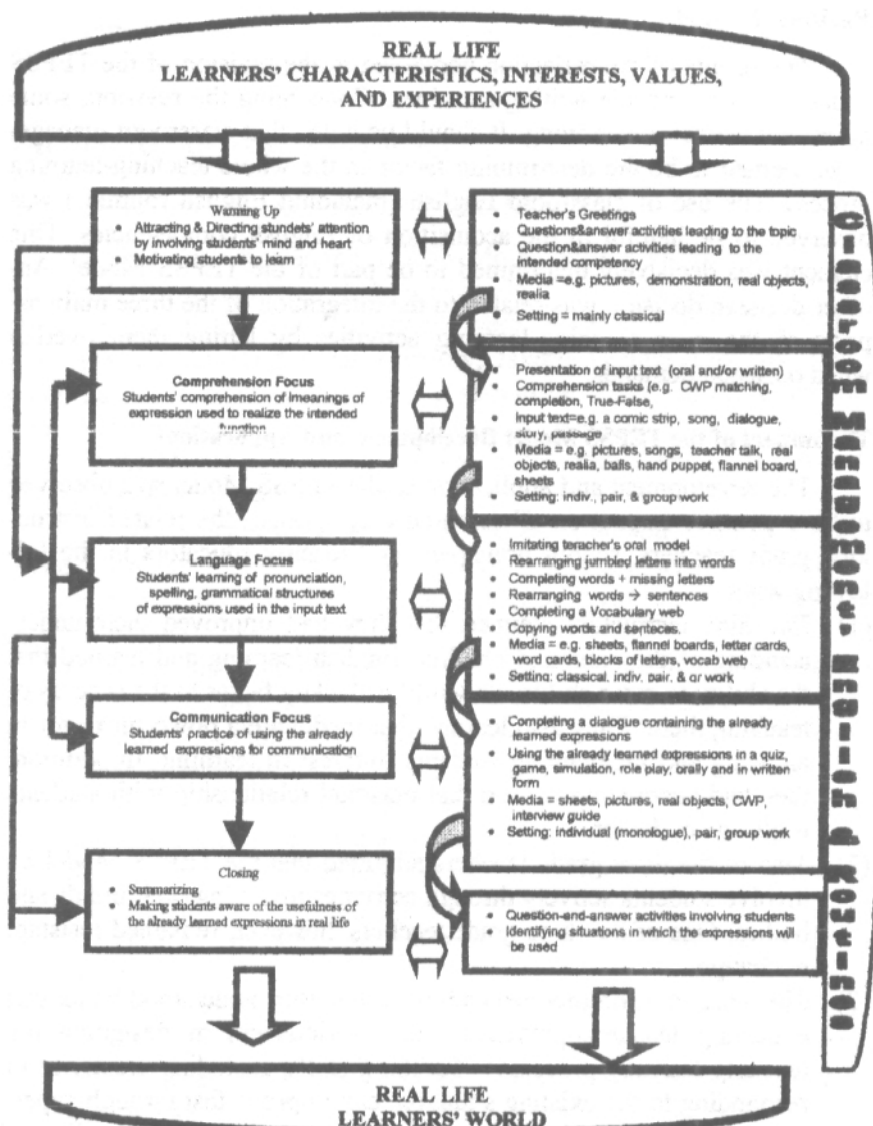 REAL LIFE
LEARNERS' CHARACTERISTICS, INTERESTS, VALUES,
AND EXPERIENCES
Warming Up
• Attracting & Directing stundets' attention
by involving students' mind and heart
• Motivating students to learn
• Teacher's Greetings
• Questions&answer activities leading to the topic
• Question&answer activities leading to the
intended competency
• Media =e.g. pictures, demonstration, real objects,
realia
• Setting = mainly classical
Comprehension Focus
Students' comprehension of lmeanings of
expression used to realize the intended
function
• Presentation of input text (oral and/or written)
• Comprehension tasks (e.g. CWP matching,
completion, True-False,
• Input text=e.g. a comic strip, song, dialogue,
story, passage
• Media = e.g. pictures, songs, teacher talk, real
objects, realia, balls, hand puppet, flannel board,
sheets
• Setting: indiv., pair, & group work
Language Focus
Students' learning of pronunciation,
spelling, grammatical structures
of expressions used in the input text
• Imitating teracher's oral model
• Rearranging jumbled letters into words
• Completing words + missing letters
• Rearranging words → sentences
• Completing a Vocabulary web
• Copying words and senteces.
• Media = e.g. sheets, flannel boards, letter cards,
word cards, blocks of letters, vocab web
• Setting: classical, indiv. pair, & gr work
Communication Focus
Students' practice of using the already
learned expressions for communication
• Completing a dialogue containing the already
learned expressions
• Using the already learned expressions in a quiz,
game, simulation, role play, orally and in written
form
• Media = sheets, pictures, real objects, CWP,
interview guide
• Setting: individual (monologue), pair, group work
Closing
• Summarizing
• Making students aware of the usefulness of
the already learned expressions in real life
• Question-end-answer activities involving students
• Identifying situations in which the expressions will
be used
Classroom Management, English & Routines
REAL LIFE
LEARNERS' WORLD